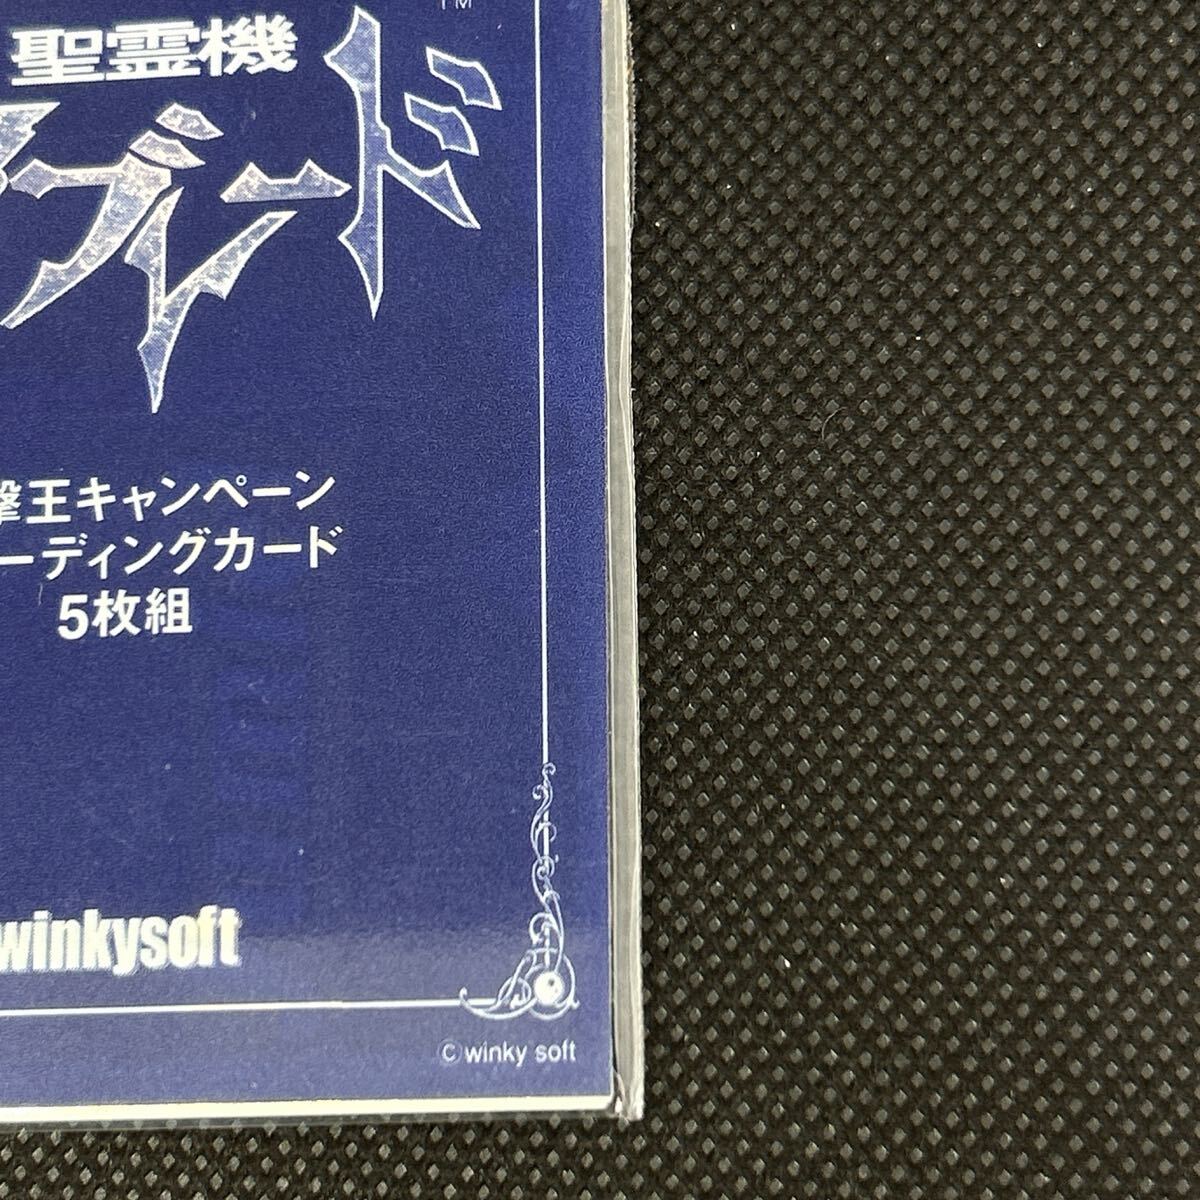 TM
聖霊機
ブレード
撃王キャンペーン
ーディングカード
5枚組
winkysoft
©winky soft